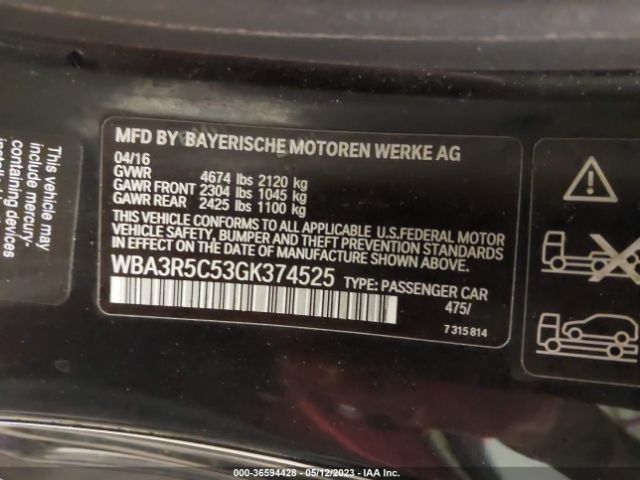 This vehicle may
include mercury-
containing devices
MFD BY BAYERISCHE MOTOREN WERKE AG
04/16
GVWR 4674 lbs 2120 kg
GAWR FRONT 2304 lbs 1045 kg
GAWR REAR 2425 lbs 1100 kg
THIS VEHICLE CONFORMS TO ALL APPLICABLE U.S.FEDERAL MOTOR
VEHICLE SAFETY, BUMPER AND THEFT PREVENTION STANDARDS
IN EFFECT ON THE DATE OF MANUFACTURE SHOWN ABOVE.
WBA3R5C53GK374525 TYPE: PASSENGER CAR
475/
7 315 814
000-36594428 - 05/12/2023 - IAA Inc.